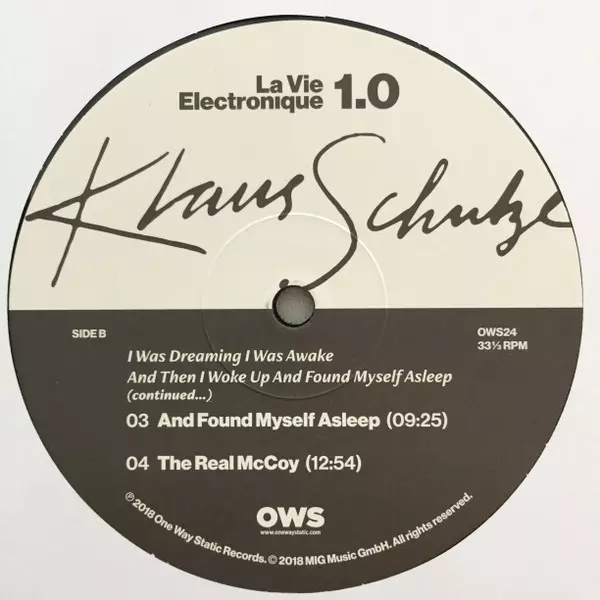 La Vie
Electronique 1.0
Klaus Schulze
SIDE B
OWS24
33⅓ RPM
I Was Dreaming I Was Awake
And Then I Woke Up And Found Myself Asleep
(continued...)
03 And Found Myself Asleep (09:25)
04 The Real McCoy (12:54)
OWS
www.onewaystatic.com
℗ 2018 One Way Static Records. © 2018 MIG Music GmbH. All rights reserved.